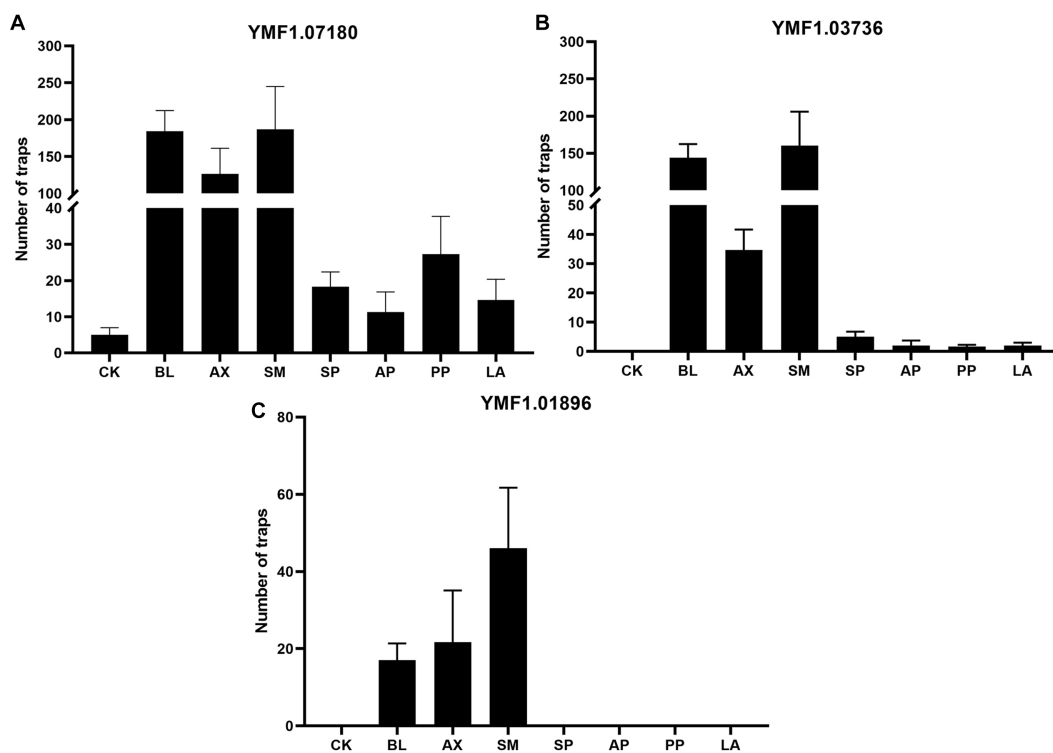 A
YMF1.07180
Number of traps
300
250
200
150
100
40
30
20
10
0
CK BL AX SM SP AP PP LA
B
YMF1.03736
Number of traps
300
250
200
150
100
50
40
30
20
10
0
CK BL AX SM SP AP PP LA
C
YMF1.01896
Number of traps
80
60
40
20
0
CK BL AX SM SP AP PP LA